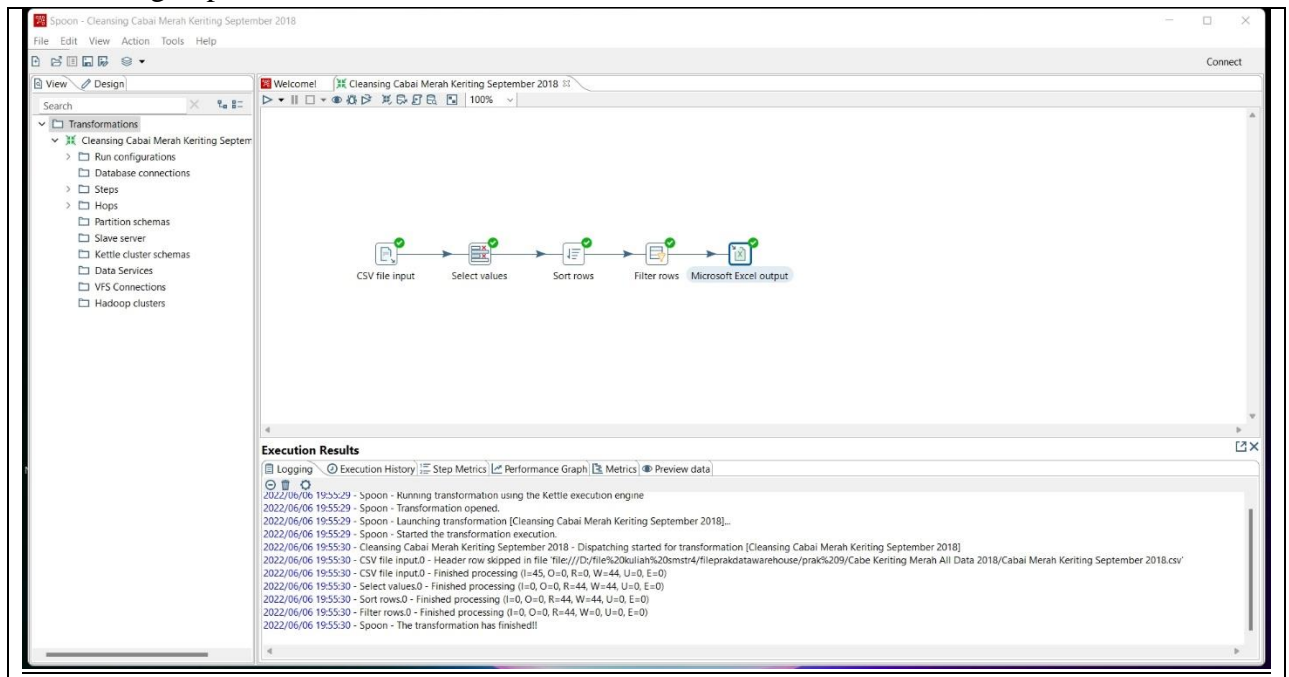 Spoon - Cleansing Cabai Merah Keriting September 2018
File Edit View Action Tools Help
Connect
View Design
Welcome! Cleansing Cabai Merah Keriting September 2018
Search
100%
Transformations
Cleansing Cabai Merah Keriting Septem
Run configurations
Database connections
Steps
Hops
Partition schemas
Slave server
Kettle cluster schemas
Data Services
VFS Connections
Hadoop clusters
CSV file input Select values Sort rows Filter rows Microsoft Excel output
Execution Results
Logging Execution History Step Metrics Performance Graph Metrics Preview data
2022/06/06 19:55:29 - Spoon - Running transformation using the Kettle execution engine
2022/06/06 19:55:29 - Spoon - Transformation opened.
2022/06/06 19:55:29 - Spoon - Launching transformation [Cleansing Cabai Merah Keriting September 2018]...
2022/06/06 19:55:29 - Spoon - Started the transformation execution.
2022/06/06 19:55:30 - Cleansing Cabai Merah Keriting September 2018 - Dispatching started for transformation [Cleansing Cabai Merah Keriting September 2018]
2022/06/06 19:55:30 - CSV file input.0 - Header row skipped in file 'file:///D:/file%20kuliah%20smstr4/fileprakdatawarehouse/prak%209/Cabe Keriting Merah All Data 2018/Cabai Merah Keriting September 2018.csv'
2022/06/06 19:55:30 - CSV file input.0 - Finished processing (I=45, O=0, R=0, W=44, U=0, E=0)
2022/06/06 19:55:30 - Select values.0 - Finished processing (I=0, O=0, R=44, W=44, U=0, E=0)
2022/06/06 19:55:30 - Sort rows.0 - Finished processing (I=0, O=0, R=44, W=44, U=0, E=0)
2022/06/06 19:55:30 - Filter rows.0 - Finished processing (I=0, O=0, R=44, W=0, U=0, E=0)
2022/06/06 19:55:30 - Spoon - The transformation has finished!!